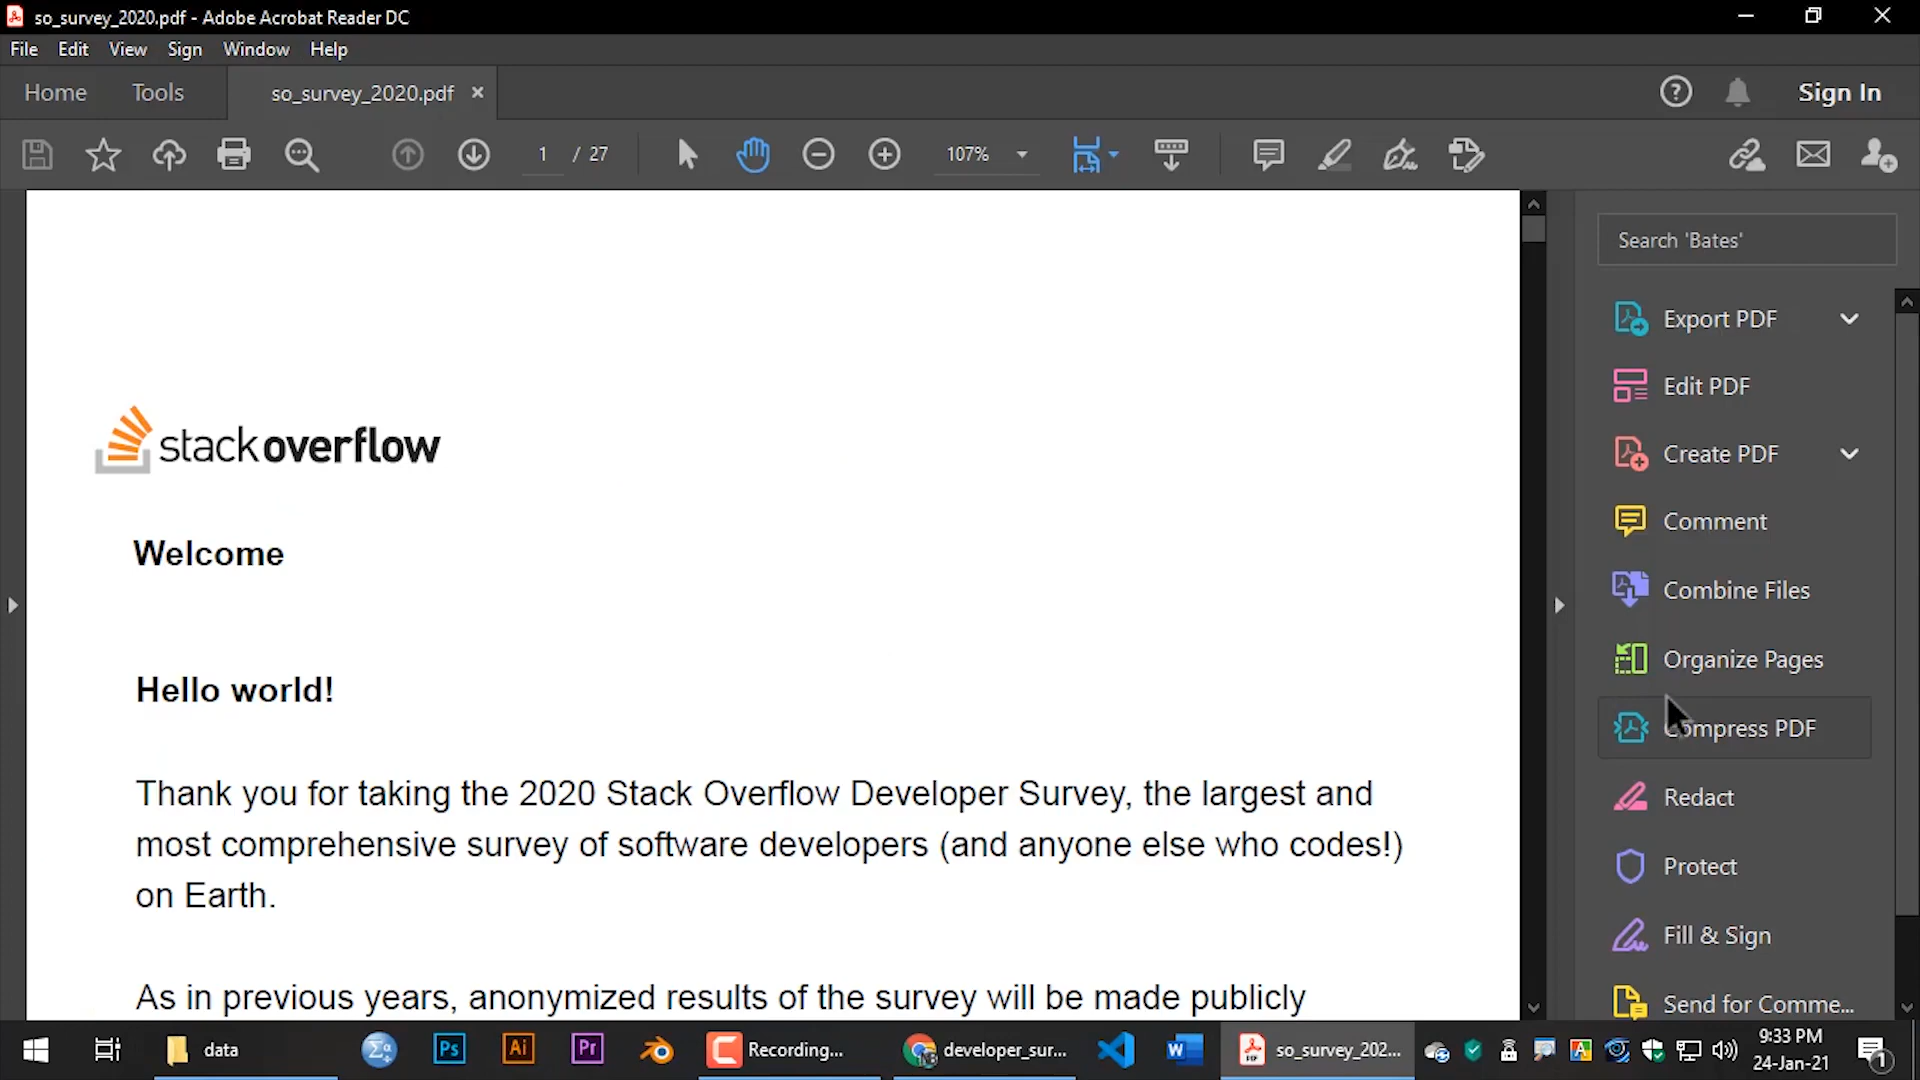 so_survey_2020.pdf - Adobe Acrobat Reader DC
File Edit View Sign Window Help
Home Tools so_survey_2020.pdf × Sign In
1 / 27 107%
Search 'Bates'
Export PDF
Edit PDF
Create PDF
Comment
Combine Files
Organize Pages
Compress PDF
Redact
Protect
Fill & Sign
Send for Comme...
stackoverflow
Welcome
Hello world!
Thank you for taking the 2020 Stack Overflow Developer Survey, the largest and
most comprehensive survey of software developers (and anyone else who codes!)
on Earth.
As in previous years, anonymized results of the survey will be made publicly
data Σα Ps Ai Pr Recording... developer_sur... so_survey_202...
9:33 PM
24-Jan-21
1